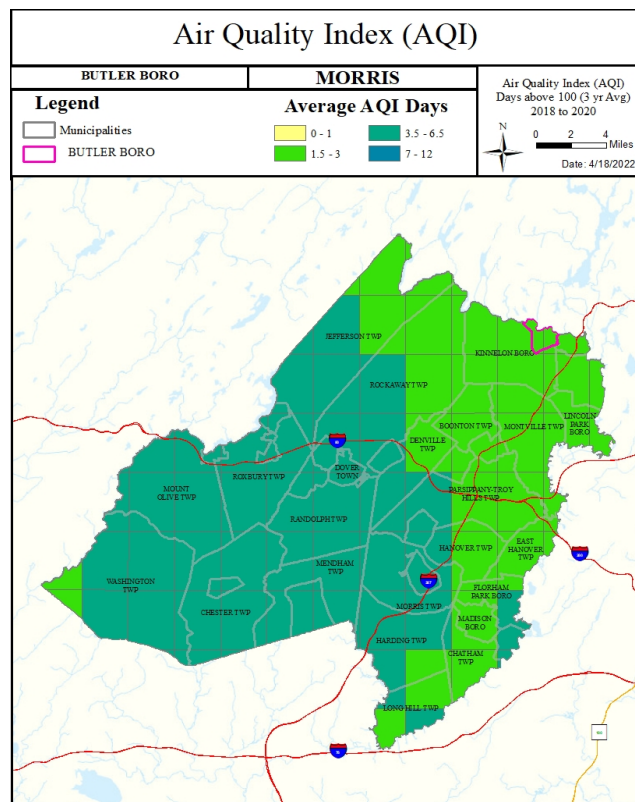 Air Quality Index (AQI)
BUTLER BORO
MORRIS
Legend
Municipalities
BUTLER BORO
Average AQI Days
0 - 1
1.5 - 3
3.5 - 6.5
7 - 12
Air Quality Index (AQI)
Days above 100 (3 yr Avg)
2018 to 2020
N
0 2 4
Miles
Date: 4/18/2022
JEFFERSON TWP
KINNELON BORO
ROCKAWAY TWP
LINCOLN
PARK
BORO
BOONTON TWP
MONTVILLE TWP
DENVILLE
TWP
DOVER
TOWN
ROXBURY TWP
MOUNT
OLIVE TWP
PARSIPPANY-TROY
HILLS TWP
RANDOLPH TWP
HANOVER TWP
EAST
HANOVER
TWP
MENDHAM
TWP
WASHINGTON
TWP
FLORHAM
PARK BORO
CHESTER TWP
MORRIS TWP
MADISON
BORO
HARDING TWP
CHATHAM
TWP
LONG HILL TWP